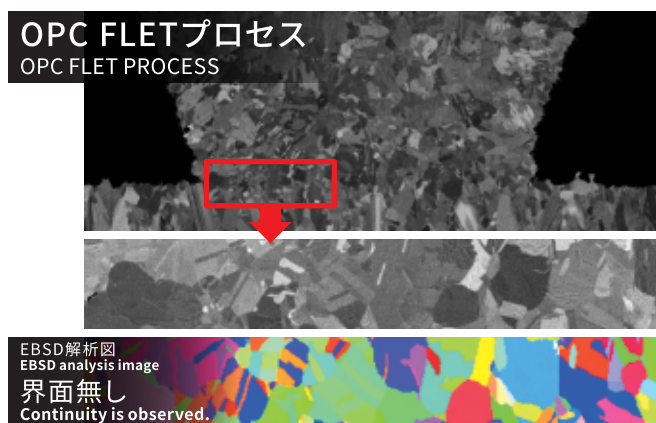 OPC FLETプロセス
OPC FLET PROCESS
EBSD解析図
EBSD analysis image
界面無し
Continuity is observed.